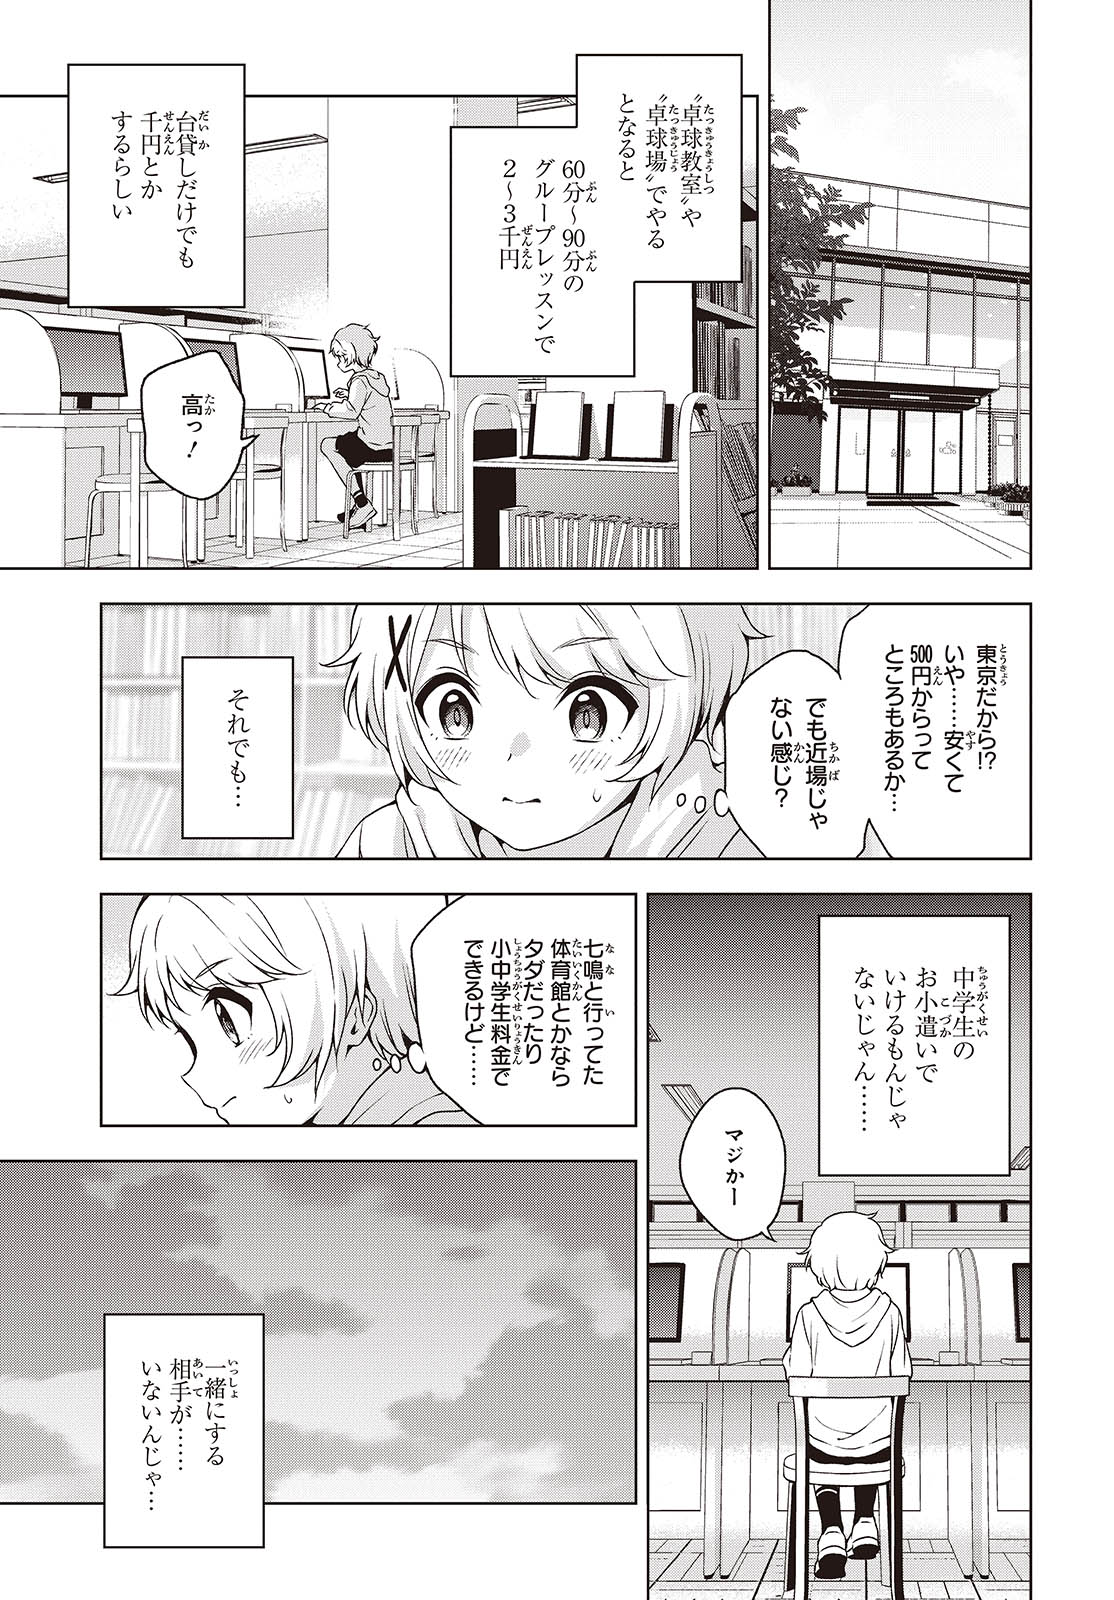 〝卓球教室〟や
〝卓球場〟でやる
となると
60分～90分の
グループレッスンで
2～3千円
台貸しだけでも
千円とか
するらしい
高っ！
東京だから!?
いや……安くて
500円からって
ところもあるか…
でも近場じゃ
ない感じ？
それでも…
中学生の
お小遣いで
いけるもんじゃ
ないじゃん……
マジかー
七鳴と行ってた
体育館とかなら
タダだったり
小中学生料金で
できるけど……
一緒にする
相手が……
いないんじゃ…